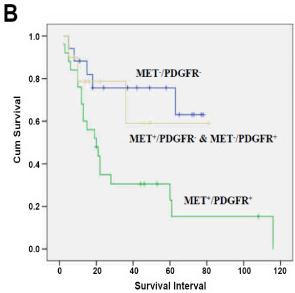 B
Cum Survival
1.0
0.8
0.6
0.4
0.2
0.0
MET⁻/PDGFR⁻
MET⁺/PDGFR⁻ & MET⁻/PDGFR⁺
MET⁺/PDGFR⁺
0 20 40 60 80 100 120
Survival Interval